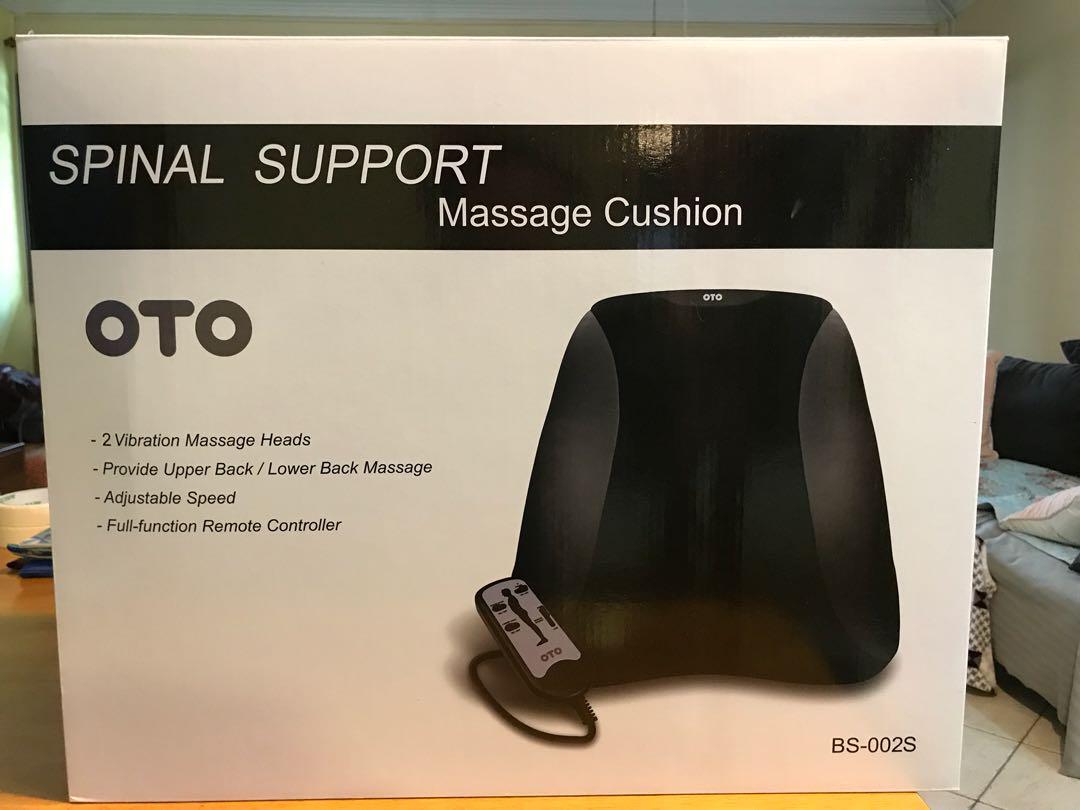 SPINAL SUPPORT
Massage Cushion
OTO
OTO
- 2 Vibration Massage Heads
- Provide Upper Back / Lower Back Massage
- Adjustable Speed
- Full-function Remote Controller
OTO
BS-002S